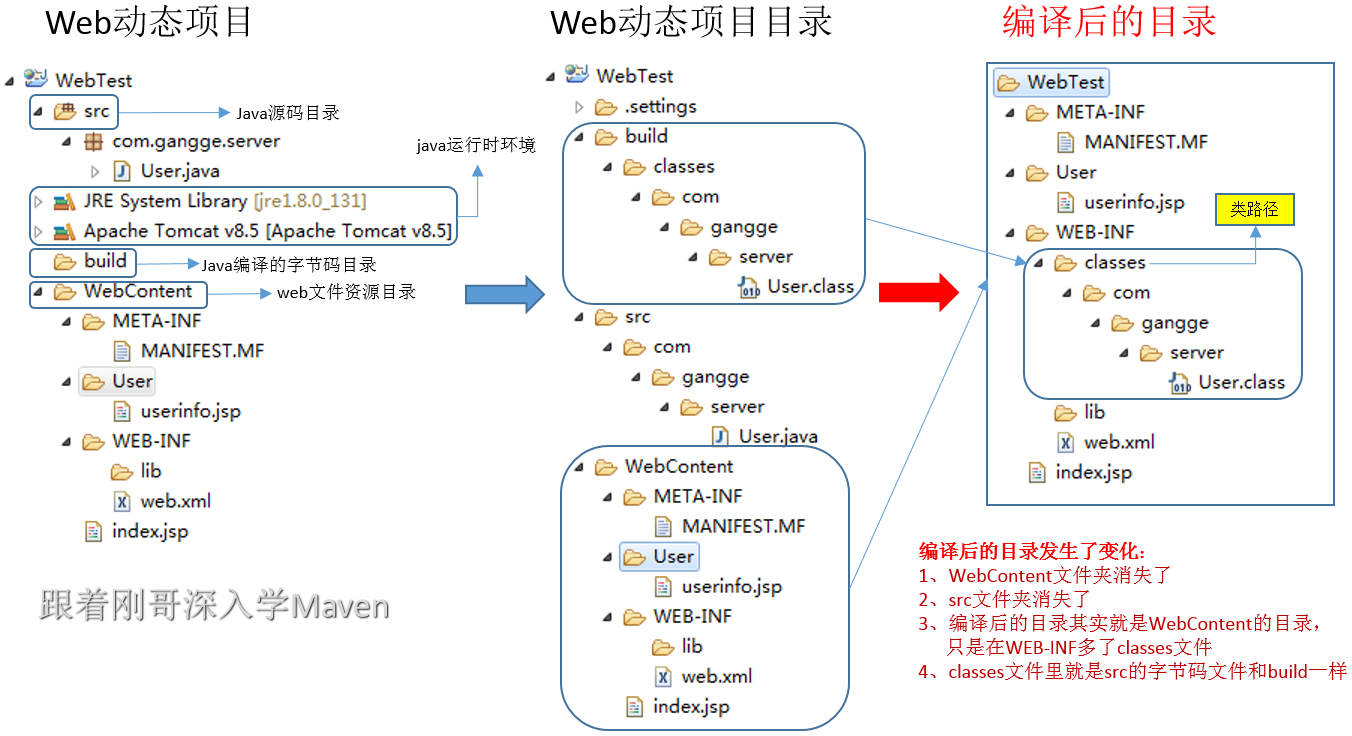 Web动态项目
WebTest
src
Java源码目录
com.gangge.server
java运行时环境
User.java
JRE System Library [jre1.8.0_131]
Apache Tomcat v8.5 [Apache Tomcat v8.5]
build
Java编译的字节码目录
WebContent
web文件资源目录
META-INF
MANIFEST.MF
User
userinfo.jsp
WEB-INF
lib
web.xml
index.jsp
跟着刚哥深入学Maven
Web动态项目目录
WebTest
.settings
build
classes
com
gangge
server
User.class
src
com
gangge
server
User.java
WebContent
META-INF
MANIFEST.MF
User
userinfo.jsp
WEB-INF
lib
web.xml
index.jsp
编译后的目录
WebTest
META-INF
MANIFEST.MF
User
userinfo.jsp
类路径
WEB-INF
classes
com
gangge
server
User.class
lib
web.xml
index.jsp
编译后的目录发生了变化：
1、WebContent文件夹消失了
2、src文件夹消失了
3、编译后的目录其实就是WebContent的目录，
只是在WEB-INF多了classes文件
4、classes文件里就是src的字节码文件和build一样